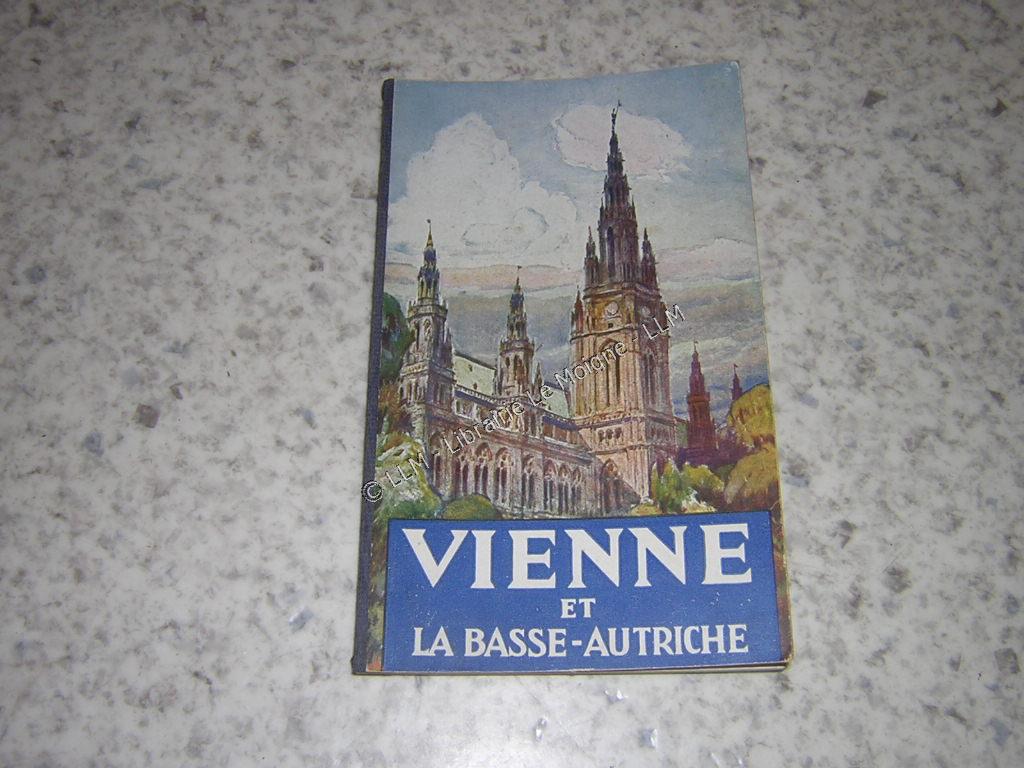 © LLM - Librairie Le Moigne - LLM
VIENNE
ET
LA BASSE-AUTRICHE